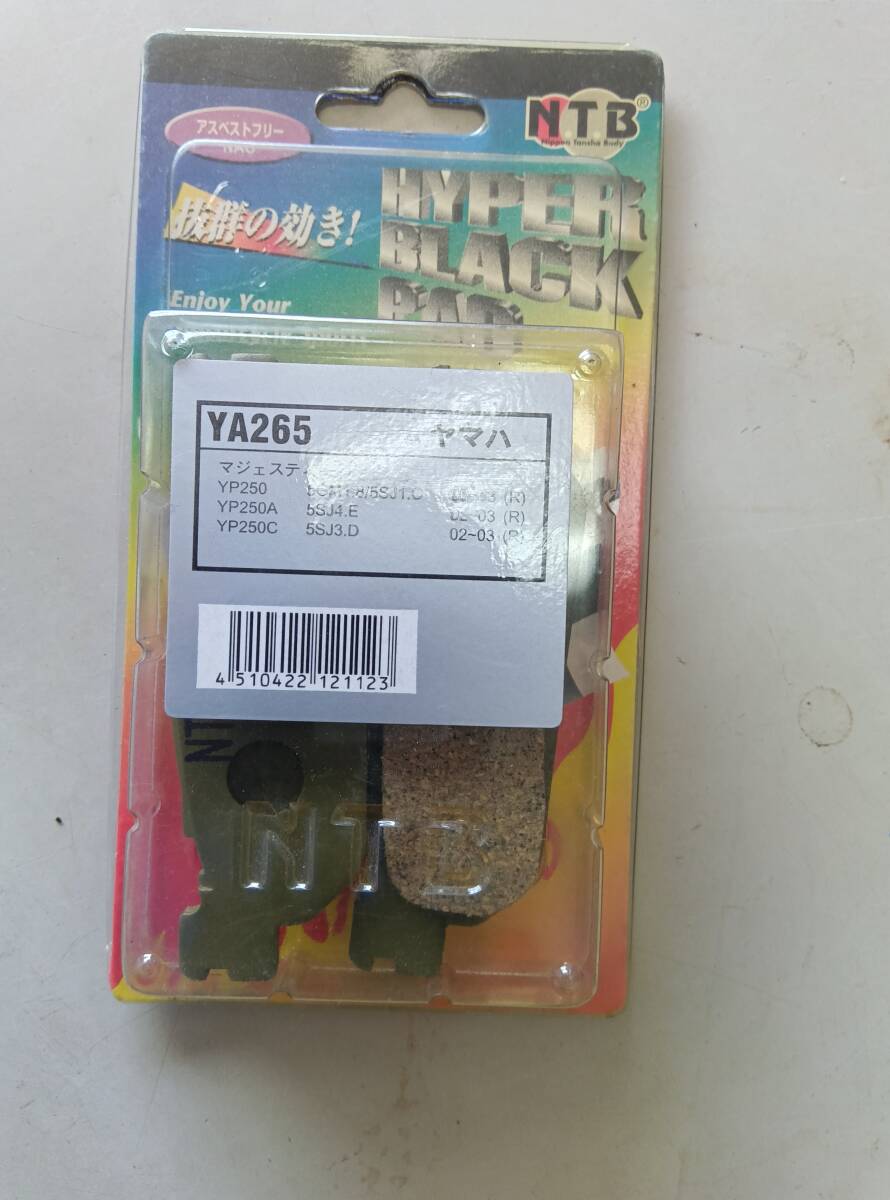 アスベストフリー
N.T.B®
Nippon Tansha Body
抜群の効き!
HYPER
BLACK
PAD
Enjoy Your
YA265 ヤマハ
マジェスティ
YP250 (R)
YP250A 5SJ4.E 02~03 (R)
YP250C 5SJ3.D 02~03 (R)
4 510422 121123
NT
NTB